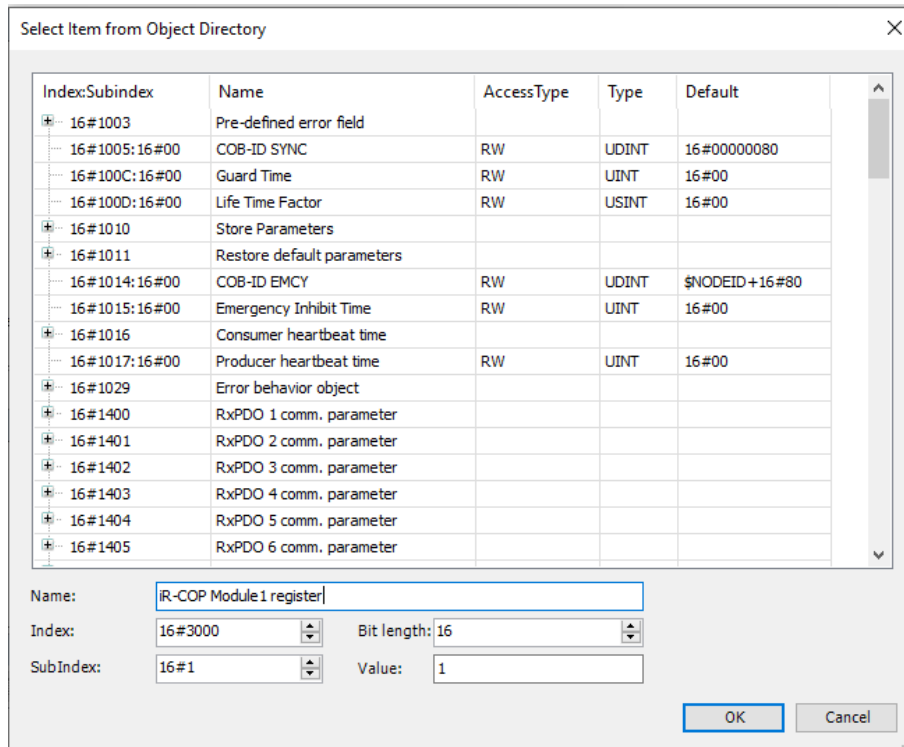 Select Item from Object Directory
Index:Subindex Name AccessType Type Default
16#1003 Pre-defined error field
16#1005:16#00 COB-ID SYNC RW UDINT 16#00000080
16#100C:16#00 Guard Time RW UINT 16#00
16#100D:16#00 Life Time Factor RW USINT 16#00
16#1010 Store Parameters
16#1011 Restore default parameters
16#1014:16#00 COB-ID EMCY RW UDINT $NODEID+16#80
16#1015:16#00 Emergency Inhibit Time RW UINT 16#00
16#1016 Consumer heartbeat time
16#1017:16#00 Producer heartbeat time RW UINT 16#00
16#1029 Error behavior object
16#1400 RxPDO 1 comm. parameter
16#1401 RxPDO 2 comm. parameter
16#1402 RxPDO 3 comm. parameter
16#1403 RxPDO 4 comm. parameter
16#1404 RxPDO 5 comm. parameter
16#1405 RxPDO 6 comm. parameter
Name: iR-COP Module1 register
Index: 16#3000 Bit length: 16
SubIndex: 16#1 Value: 1
OK Cancel